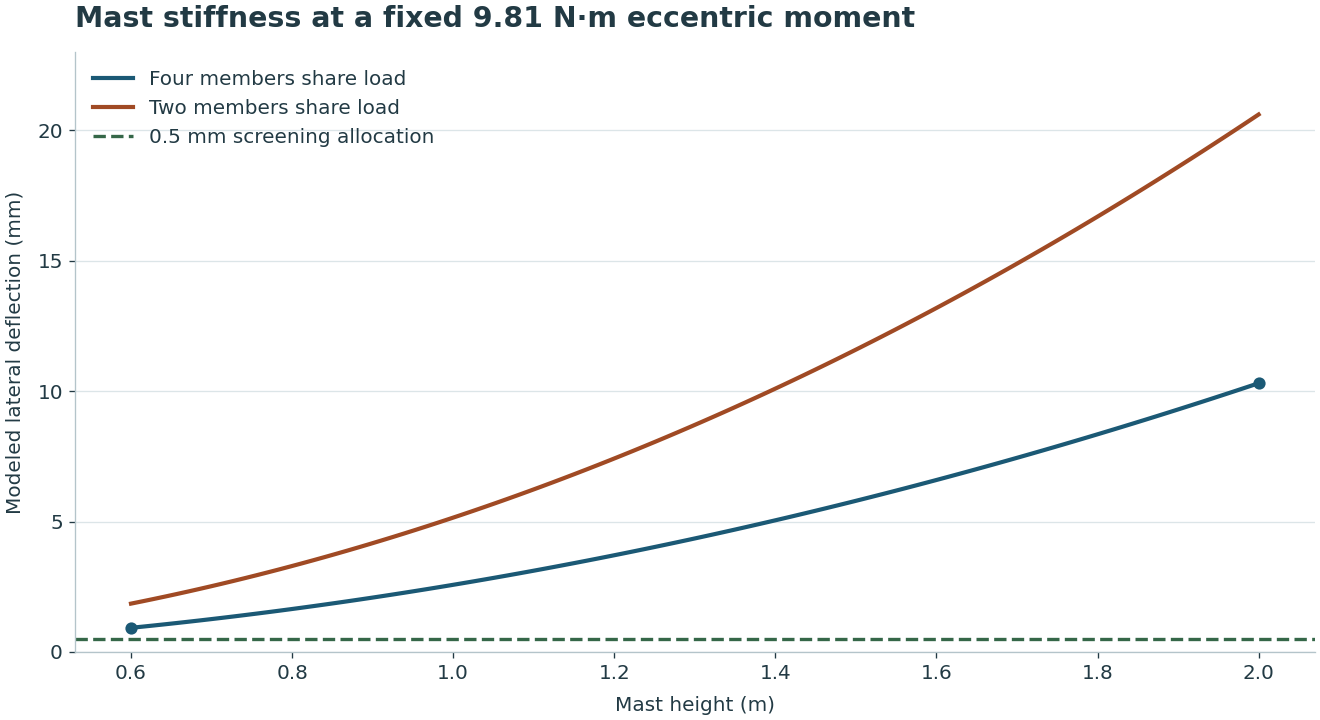 Mast stiffness at a fixed 9.81 N·m eccentric moment
Four members share load
Two members share load
0.5 mm screening allocation
Modeled lateral deflection (mm)
20
15
10
5
0
0.6
0.8
1.0
1.2
1.4
1.6
1.8
2.0
Mast height (m)